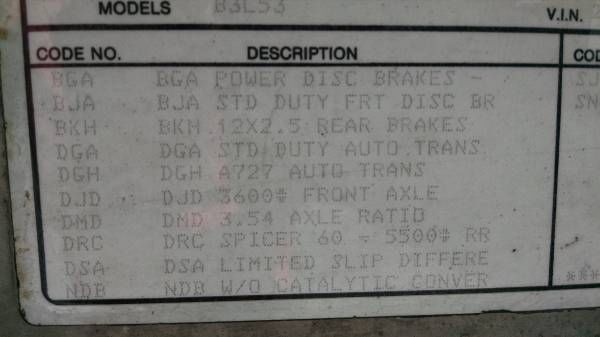 MODELS B3L53 V.I.N.
CODE NO. DESCRIPTION COD
BGA BGA POWER DISC BRAKES - SJ
BJA BJA STD DUTY FRT DISC BR SN
BKH BKH 12X2.5 REAR BRAKES
DGA DGA STD DUTY AUTO TRANS
DGH DGH A727 AUTO TRANS
DJD DJD 3600# FRONT AXLE
DMD DMD 3.54 AXLE RATIO
DRC DRC SPICER 60 - 5500# RR
DSA DSA LIMITED SLIP DIFFERE
NDB NDB W/O CATALYTIC CONVER ***